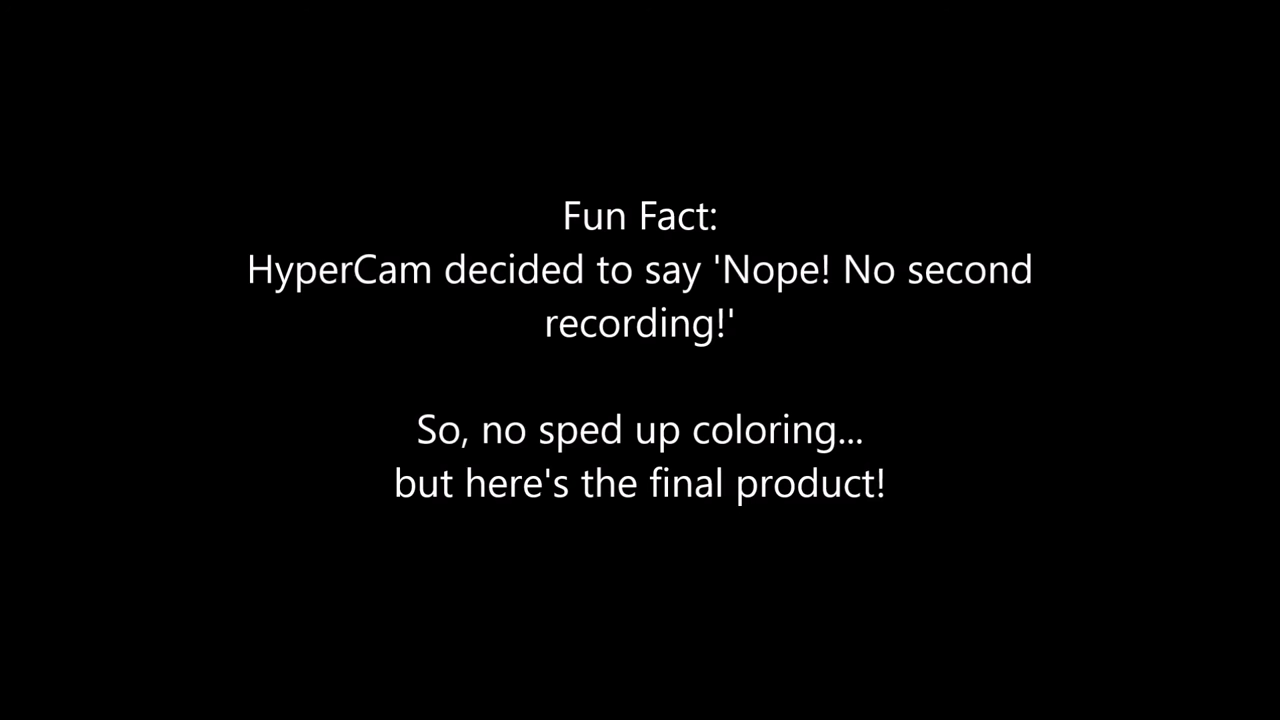 Fun Fact:
HyperCam decided to say 'Nope! No second
recording!'
So, no sped up coloring...
but here's the final product!